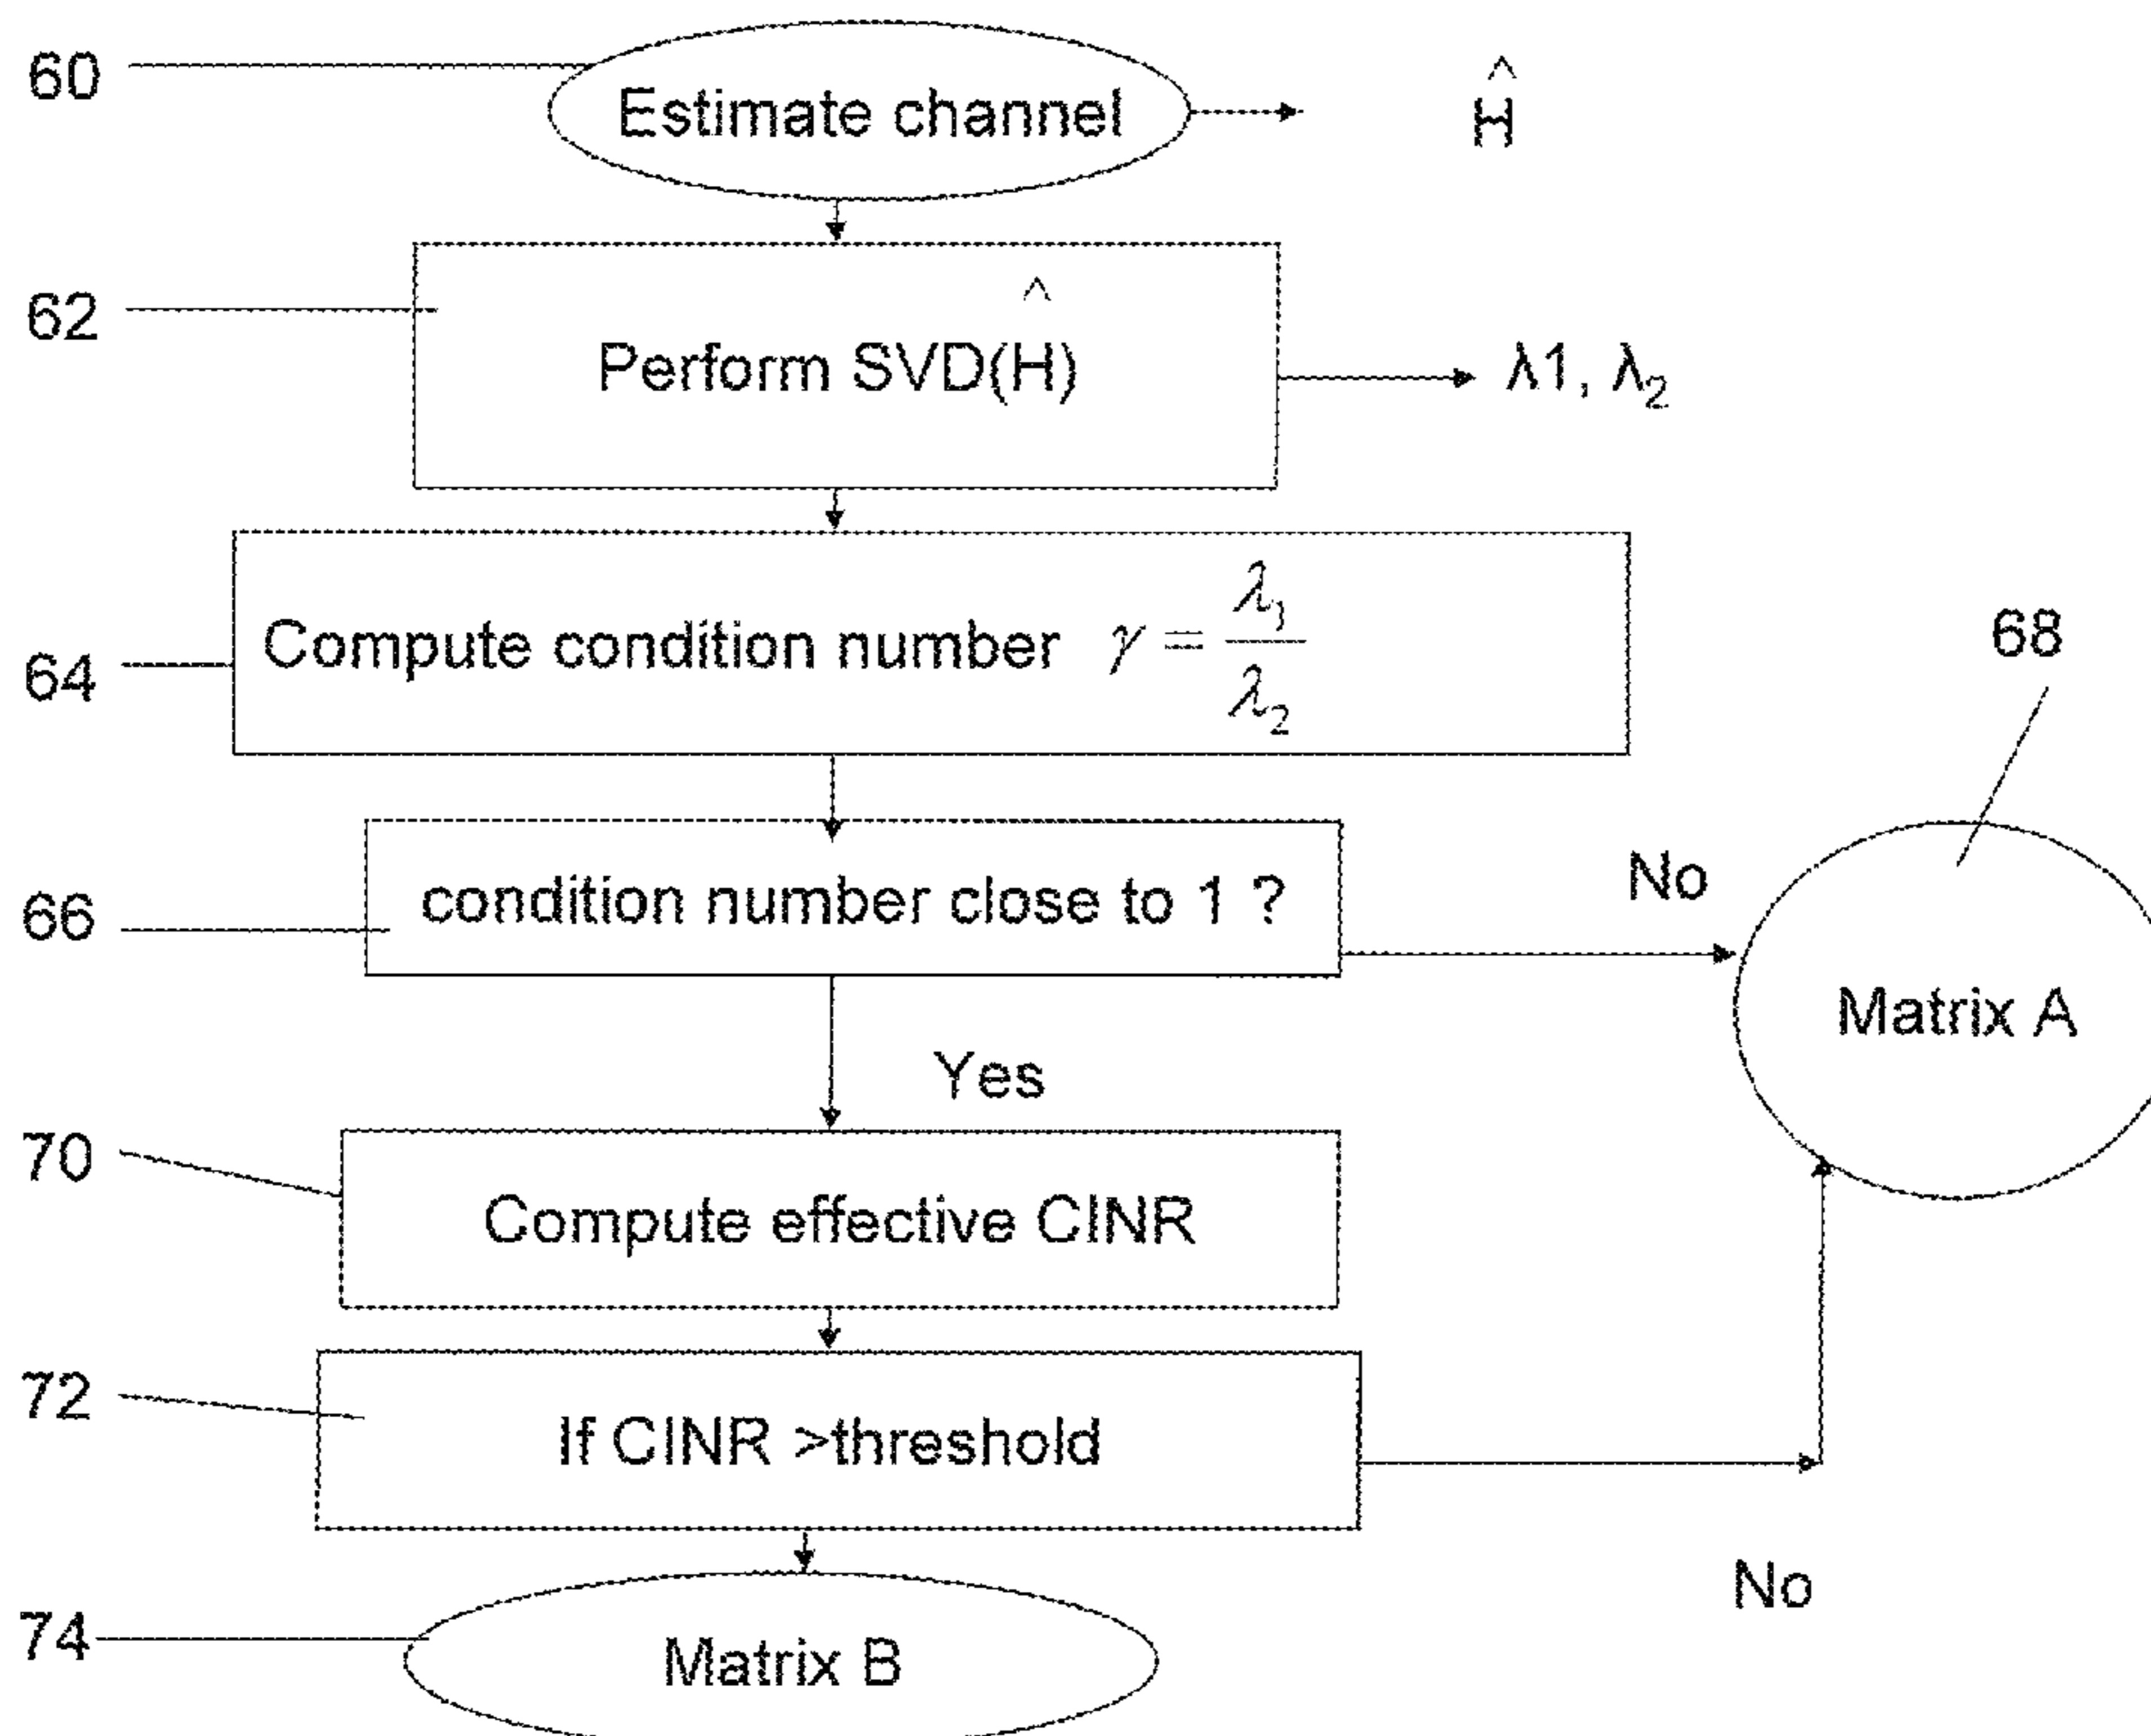 60
Estimate channel
Ĥ
62
Perform SVD(Ĥ)
λ1, λ₂
64
Compute condition number γ = λ₁/λ₂
68
66
condition number close to 1 ?
No
Matrix A
Yes
70
Compute effective CINR
72
If CINR >threshold
No
74
Matrix B